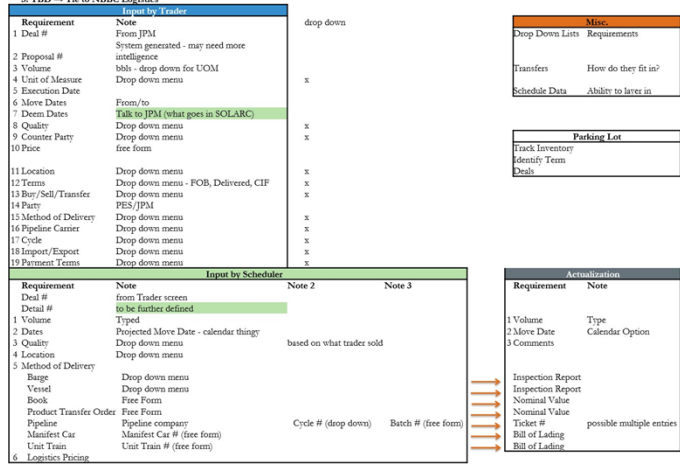 3. TBD → Tie to NBBC Logistics
Input by Trader
Requirement Note drop down
1 Deal # From JPM
System generated - may need more
2 Proposal # intelligence
3 Volume bbls - drop down for UOM
4 Unit of Measure Drop down menu x
5 Execution Date
6 Move Dates From/to
7 Deem Dates Talk to JPM (what goes in SOLARC)
8 Quality Drop down menu x
9 Counter Party Drop down menu x
10 Price free form
11 Location Drop down menu x
12 Terms Drop down menu - FOB, Delivered, CIF x
13 Buy/Sell/Transfer Drop down menu x
14 Party PES/JPM
15 Method of Delivery Drop down menu x
16 Pipeline Carrier Drop down menu x
17 Cycle Drop down menu x
18 Import/Export Drop down menu x
19 Payment Terms Drop down menu x
Misc.
Drop Down Lists Requirements
Transfers How do they fit in?
Schedule Data Ability to layer in
Parking Lot
Track Inventory
Identify Term
Deals
Input by Scheduler
Requirement Note Note 2 Note 3
Deal # from Trader screen
Detail # to be further defined
1 Volume Typed
2 Dates Projected Move Date - calendar thingy
3 Quality Drop down menu based on what trader sold
4 Location Drop down menu
5 Method of Delivery
Barge Drop down menu
Vessel Drop down menu
Book Free Form
Product Transfer Order Free Form
Pipeline Pipeline company Cycle # (drop down) Batch # (free form)
Manifest Car Manifest Car # (free form)
Unit Train Unit Train # (free form)
6 Logistics Pricing
Actualization
Requirement Note
1 Volume Type
2 Move Date Calendar Option
3 Comments
Inspection Report
Inspection Report
Nominal Value
Nominal Value
Ticket # possible multiple entries
Bill of Lading
Bill of Lading